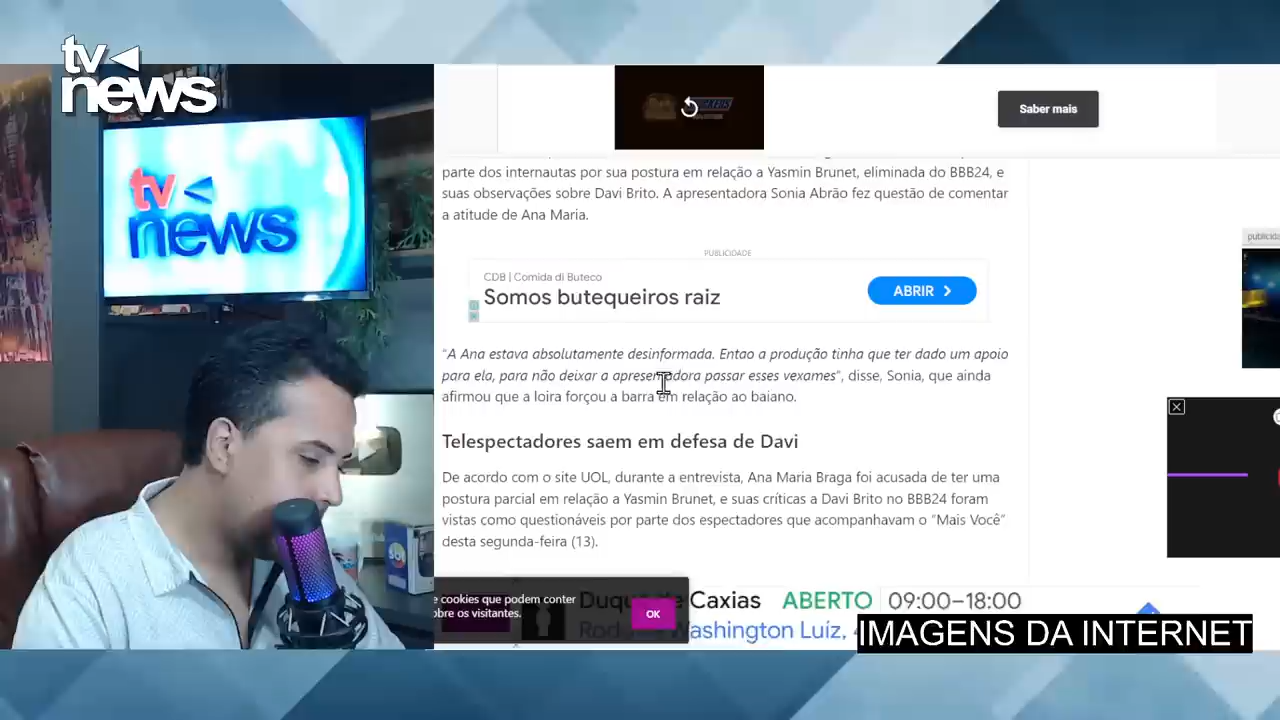 tv
news
tv
news
Saber mais
parte dos internautas por sua postura em relação a Yasmin Brunet, eliminada do BBB24, e
suas observações sobre Davi Brito. A apresentadora Sonia Abrão fez questão de comentar
a atitude de Ana Maria.
PUBLICIDADE
CDB | Comida di Buteco
Somos butequeiros raiz
ABRIR
"A Ana estava absolutamente desinformada. Entao a produção tinha que ter dado um apoio
para ela, para não deixar a apresentadora passar esses vexames", disse, Sonia, que ainda
afirmou que a loira forçou a barra em relação ao baiano.
Telespectadores saem em defesa de Davi
De acordo com o site UOL, durante a entrevista, Ana Maria Braga foi acusada de ter uma
postura parcial em relação a Yasmin Brunet, e suas críticas a Davi Brito no BBB24 foram
vistas como questionáveis por parte dos espectadores que acompanhavam o "Mais Você"
desta segunda-feira (13).
e cookies que podem conter
obre os visitantes.
OK
Duque de Caxias ABERTO 09:00–18:00
Washington Luíz,
IMAGENS DA INTERNET